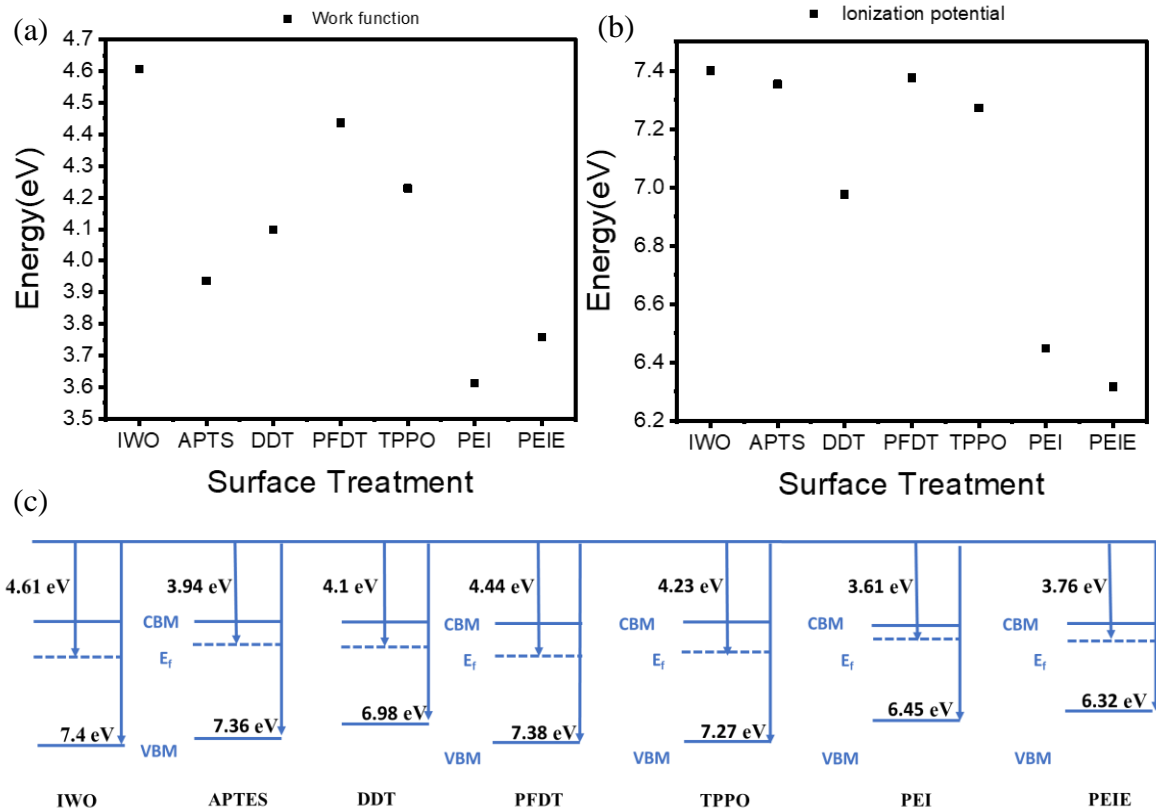 (a)
Work function
4.7
4.6
4.5
4.4
4.3
4.2
4.1
4.0
3.9
3.8
3.7
3.6
3.5
Energy(eV)
IWO APTS DDT PFDT TPPO PEI PEIE
Surface Treatment
(b)
Ionization potential
7.4
7.2
7.0
6.8
6.6
6.4
6.2
Energy(eV)
IWO APTS DDT PFDT TPPO PEI PEIE
Surface Treatment
(c)
4.61 eV 3.94 eV 4.1 eV 4.44 eV 4.23 eV 3.61 eV 3.76 eV
CBM CBM CBM CBM CBM
Ef Ef Ef Ef Ef
7.4 eV 7.36 eV 6.98 eV 7.38 eV 7.27 eV 6.45 eV 6.32 eV
VBM VBM VBM VBM VBM
IWO APTES DDT PFDT TPPO PEI PEIE